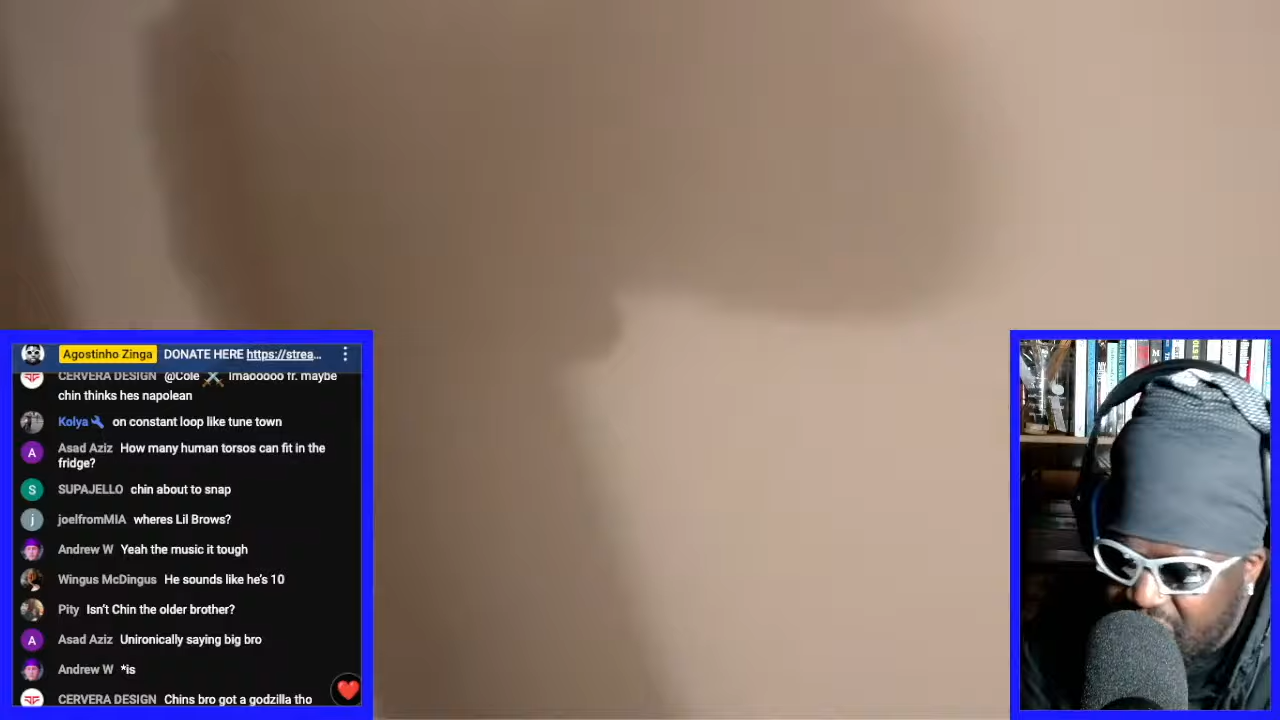 Agostinho Zinga DONATE HERE https://strea...
CERVERA DESIGN @Cole lmaooooo fr. maybe
chin thinks hes napolean
Kolya on constant loop like tune town
A Asad Aziz How many human torsos can fit in the
fridge?
S SUPAJELLO chin about to snap
j joelfromMIA wheres Lil Brows?
Andrew W Yeah the music it tough
Wingus McDingus He sounds like he's 10
Pity Isn't Chin the older brother?
A Asad Aziz Unironically saying big bro
Andrew W *is
CERVERA DESIGN Chins bro got a godzilla tho